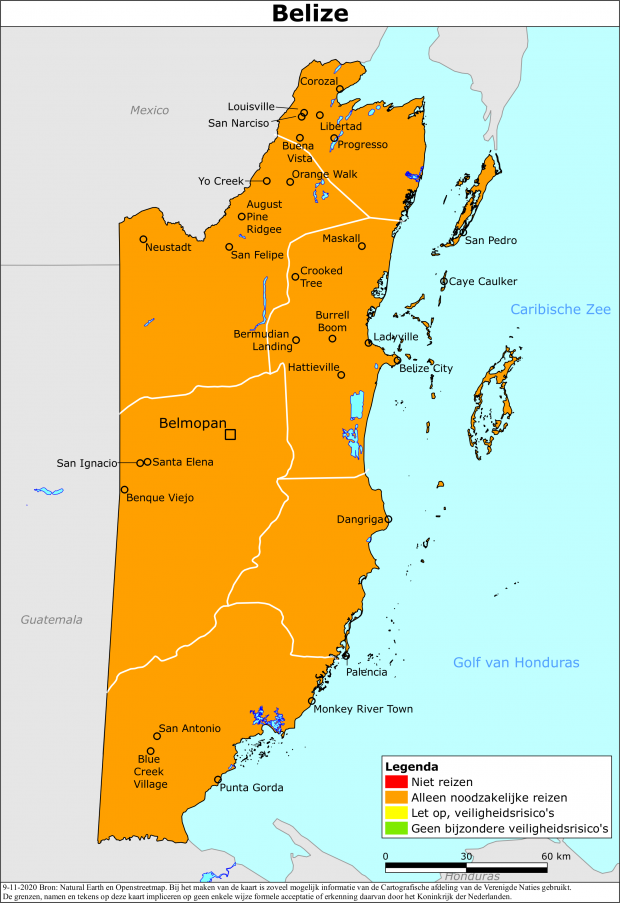 Belize
Corozal
Mexico
Louisville
San Narciso
Libertad
Buena
Vista
Progresso
Yo Creek
Orange Walk
August
Pine
Ridgee
Maskall
San Pedro
Neustadt
San Felipe
Crooked
Tree
Caye Caulker
Caribische Zee
Burrell
Boom
Bermudian
Landing
Ladyville
Hattieville
Belize City
Belmopan
San Ignacio
Santa Elena
Benque Viejo
Dangriga
Guatemala
Golf van Honduras
Palencia
Monkey River Town
San Antonio
Blue
Creek
Village
Punta Gorda
Legenda
Niet reizen
Alleen noodzakelijke reizen
Let op, veiligheidsrisico's
Geen bijzondere veiligheidsrisico's
0 30 60 km
Honduras
9-11-2020 Bron: Natural Earth en Openstreetmap. Bij het maken van de kaart is zoveel mogelijk informatie van de Cartografische afdeling van de Verenigde Naties gebruikt.
De grenzen, namen en tekens op deze kaart impliceren op geen enkele wijze formele acceptatie of erkenning daarvan door het Koninkrijk der Nederlanden.